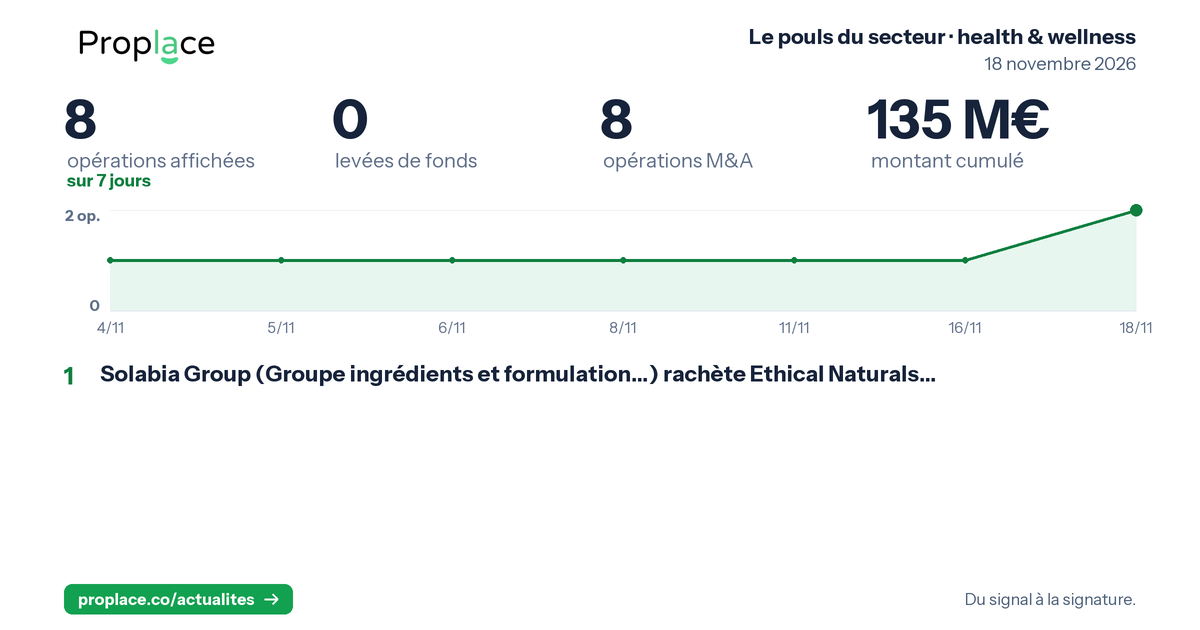 Proplace
Le pouls du secteur · health & wellness
18 novembre 2026
8
opérations affichées
sur 7 jours
0
levées de fonds
8
opérations M&A
135 M€
montant cumulé
2 op.
0
4/11
5/11
6/11
8/11
11/11
16/11
18/11
1 Solabia Group (Groupe ingrédients et formulation…) rachète Ethical Naturals…
proplace.co/actualites →
Du signal à la signature.